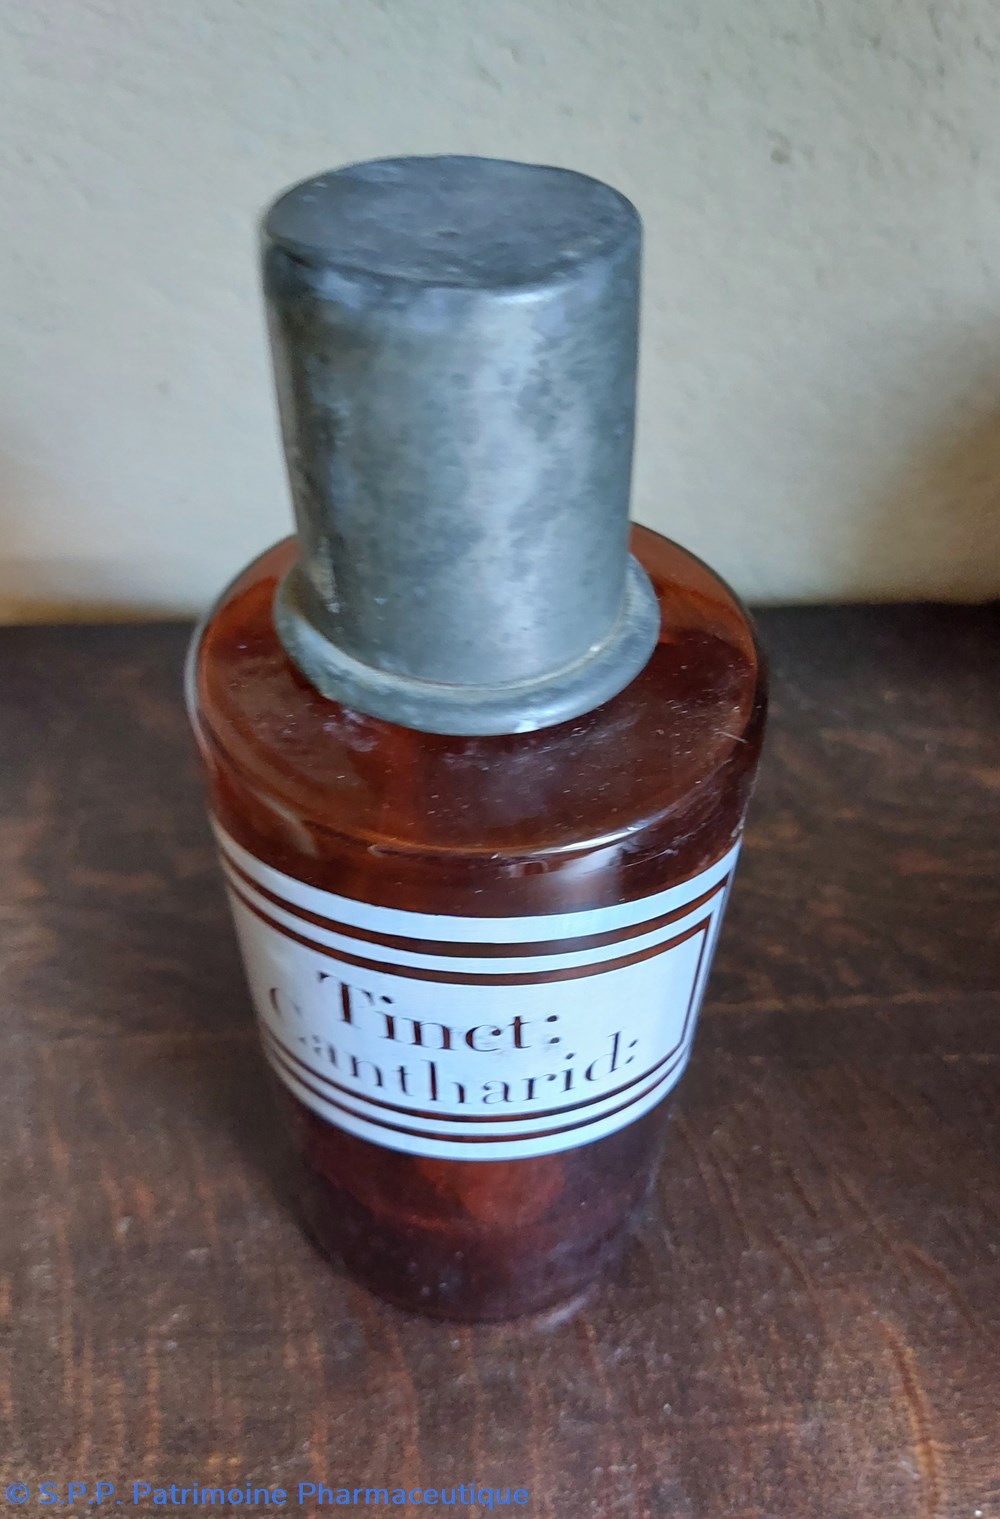 Tinct:
Cantharid:
© S.P.P. Patrimoine Pharmaceutique